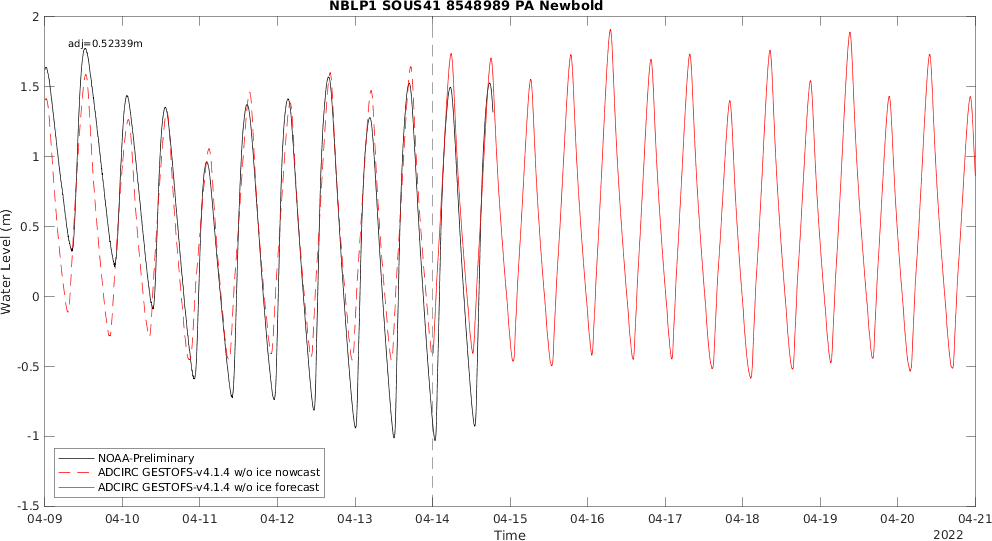 NBLP1 SOUS41 8548989 PA Newbold
adj=0.52339m
Water Level (m)
2
1.5
1
0.5
0
-0.5
-1
-1.5
NOAA-Preliminary
ADCIRC GESTOFS-v4.1.4 w/o ice nowcast
ADCIRC GESTOFS-v4.1.4 w/o ice forecast
04-09 04-10 04-11 04-12 04-13 04-14 04-15 04-16 04-17 04-18 04-19 04-20 04-21
Time
2022